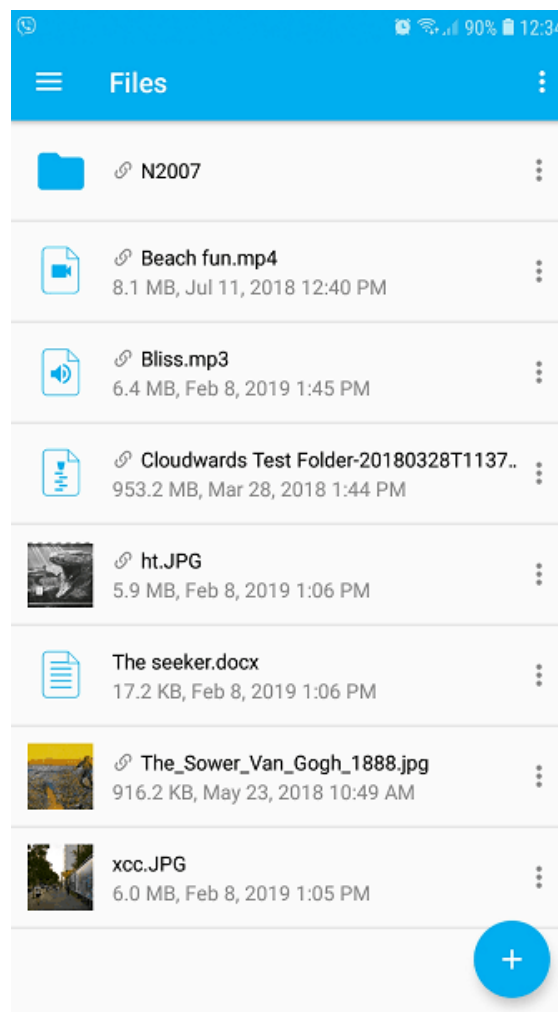 90% 12:34
Files
N2007
Beach fun.mp4
8.1 MB, Jul 11, 2018 12:40 PM
Bliss.mp3
6.4 MB, Feb 8, 2019 1:45 PM
Cloudwards Test Folder-20180328T1137..
953.2 MB, Mar 28, 2018 1:44 PM
ht.JPG
5.9 MB, Feb 8, 2019 1:06 PM
The seeker.docx
17.2 KB, Feb 8, 2019 1:06 PM
The_Sower_Van_Gogh_1888.jpg
916.2 KB, May 23, 2018 10:49 AM
xcc.JPG
6.0 MB, Feb 8, 2019 1:05 PM